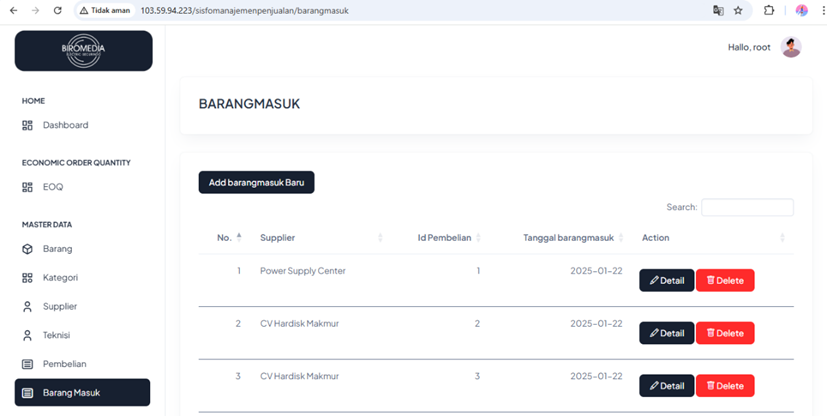 Tidak aman 103.59.94.223/sisfomanajemenpenjualan/barangmasuk
BIROMEDIA
Hallo, root
HOME
Dashboard
ECONOMIC ORDER QUANTITY
EOQ
MASTER DATA
Barang
Kategori
Supplier
Teknisi
Pembelian
Barang Masuk
BARANGMASUK
Add barangmasuk Baru
Search:
No. Supplier Id Pembelian Tanggal barangmasuk Action
1 Power Supply Center 1 2025-01-22 Detail Delete
2 CV Hardisk Makmur 2 2025-01-22 Detail Delete
3 CV Hardisk Makmur 3 2025-01-22 Detail Delete